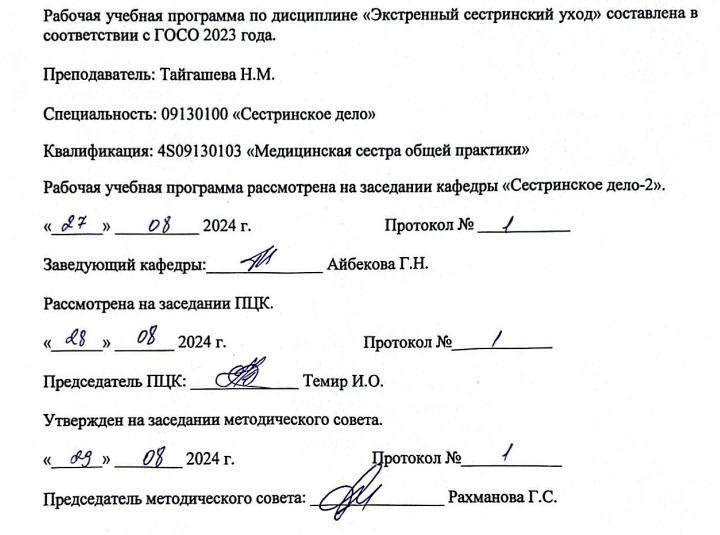 Рабочая учебная программа по дисциплине «Экстренный сестринский уход» составлена в
соответствии с ГОСО 2023 года.
Преподаватель: Тайгашева Н.М.
Специальность: 09130100 «Сестринское дело»
Квалификация: 4S09130103 «Медицинская сестра общей практики»
Рабочая учебная программа рассмотрена на заседании кафедры «Сестринское дело-2».
«27» 08 2024 г. Протокол № 1
Заведующий кафедры: Айбекова Г.Н.
Рассмотрена на заседании ПЦК.
«28» 08 2024 г. Протокол № 1
Председатель ПЦК: Темир И.О.
Утвержден на заседании методического совета.
«29» 08 2024 г. Протокол № 1
Председатель методического совета: Рахманова Г.С.